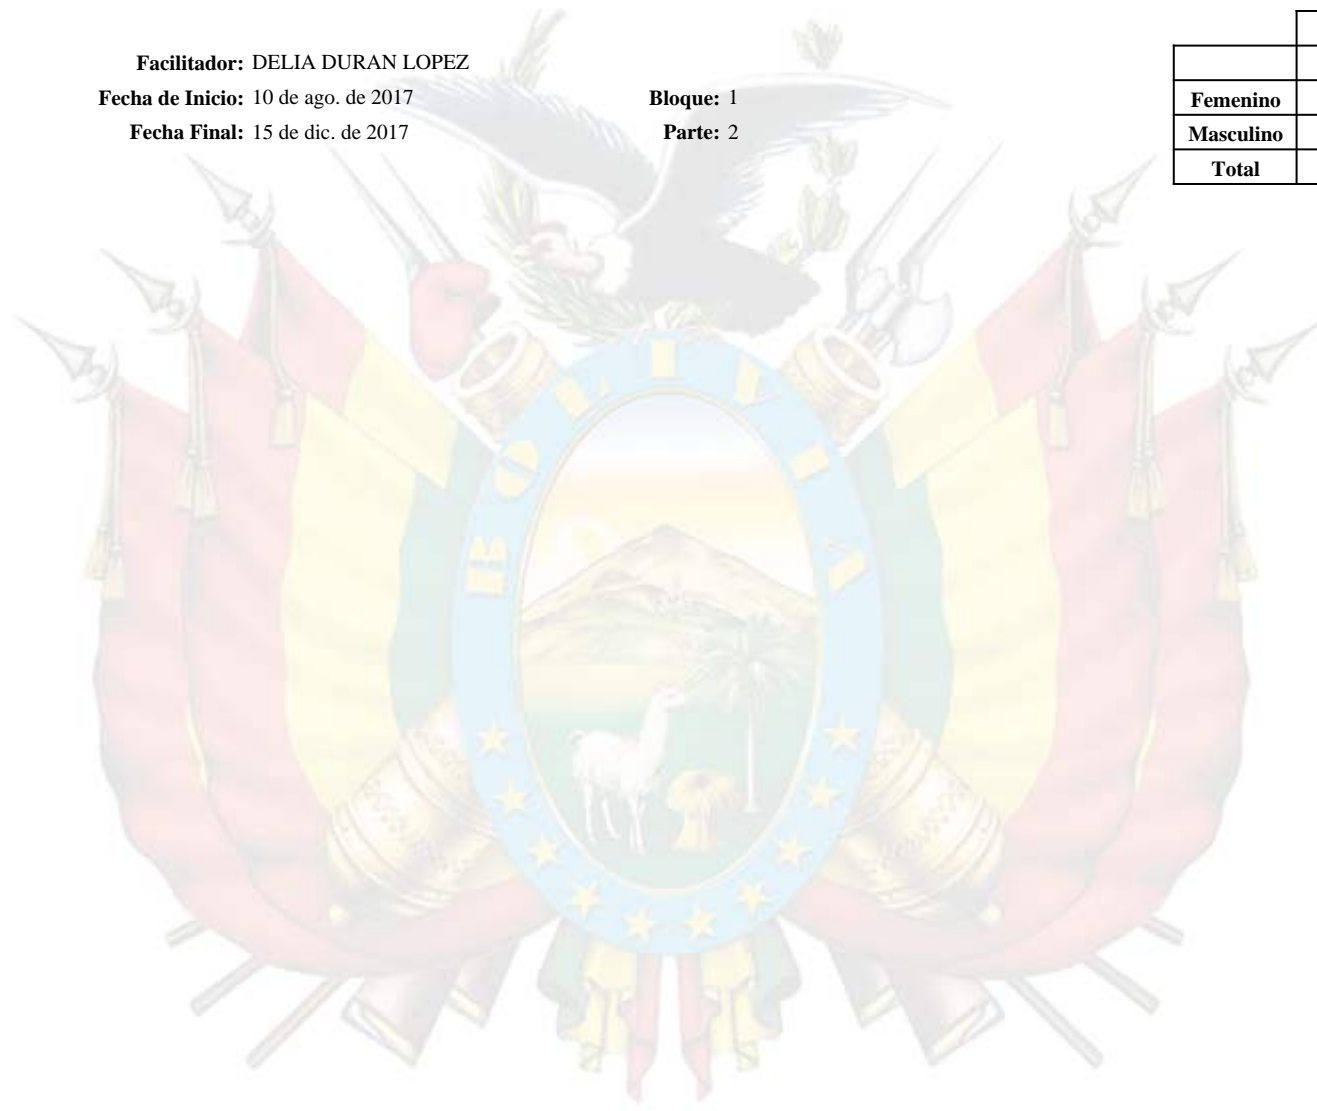 Facilitador: DELIA DURAN LOPEZ
Fecha de Inicio: 10 de ago. de 2017
Bloque: 1
Fecha Final: 15 de dic. de 2017
Parte: 2
Femenino
Masculino
Total
BOLIVIA